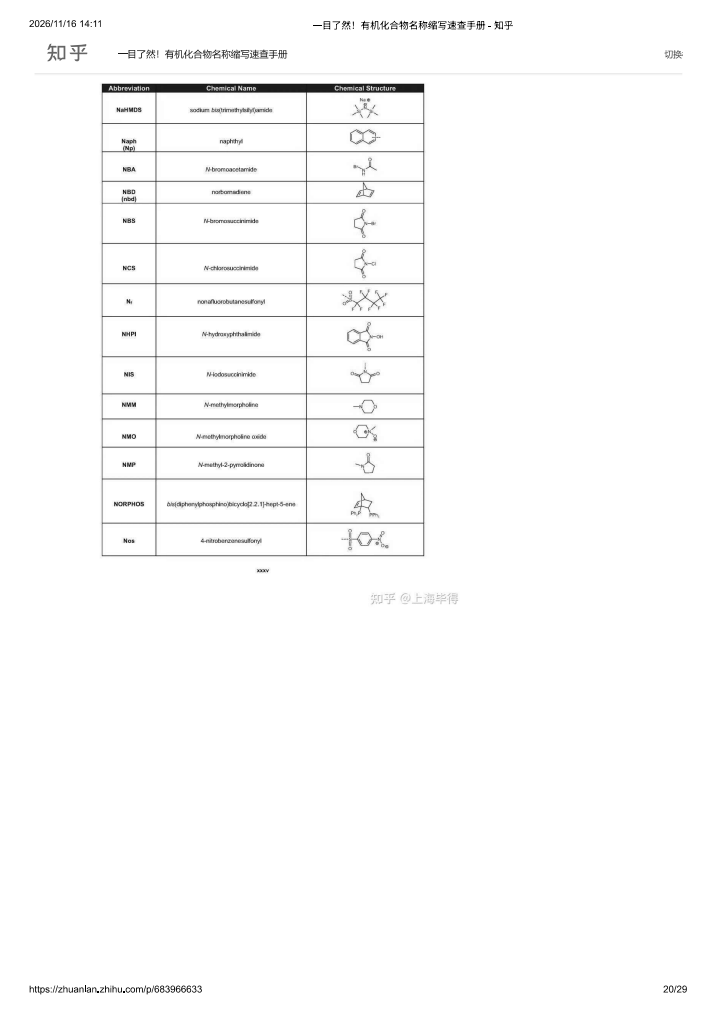 2026/11/16 14:11 一目了然！有机化合物名称缩写速查手册 - 知乎
知乎 一目了然！有机化合物名称缩写速查手册 切换
Abbreviation Chemical Name Chemical Structure
NaHMDS sodium bis(trimethylsilyl)amide
Naph
(Np) naphthyl
NBA N-bromoacetamide
NBD
(nbd) norbornadiene
NBS N-bromosuccinimide
NCS N-chlorosuccinimide
Nf nonafluorobutanesulfonyl
NHPI N-hydroxyphthalimide
NIS N-iodosuccinimide
NMM N-methylmorpholine
NMO N-methylmorpholine oxide
NMP N-methyl-2-pyrrolidinone
NORPHOS bis(diphenylphosphino)bicyclo[2.2.1]-hept-5-ene
Nos 4-nitrobenzenesulfonyl
xxxv
知乎 @上海毕得
https://zhuanlan.zhihu.com/p/683966633 20/29